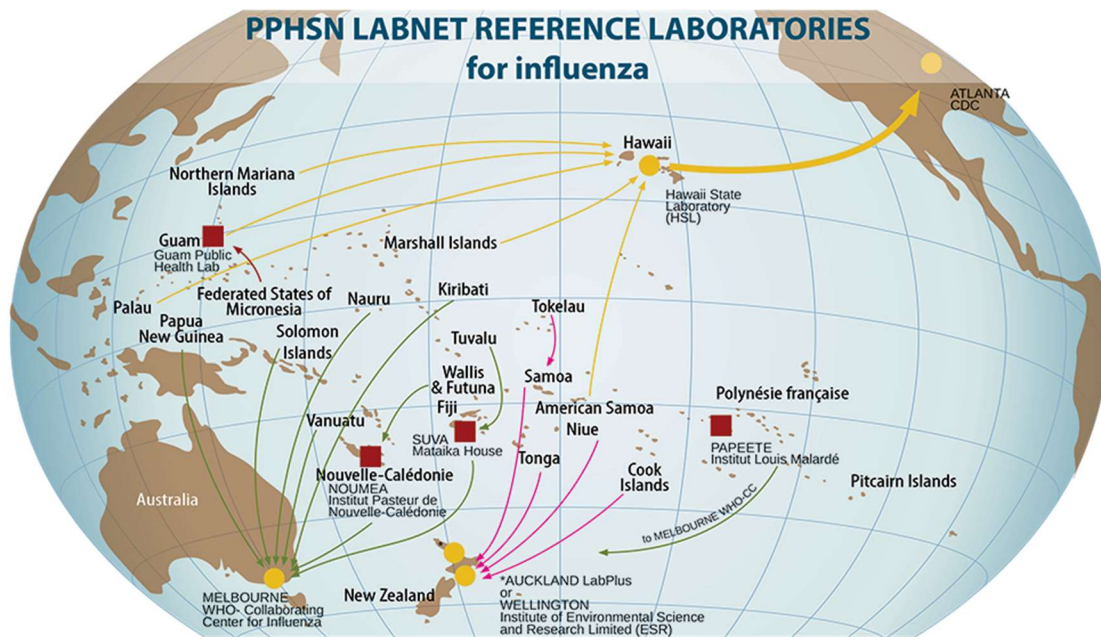 PPHSN LABNET REFERENCE LABORATORIES
for influenza
ATLANTA
CDC
Hawaii
Hawaii State
Laboratory
(HSL)
Northern Mariana
Islands
Guam
Guam Public
Health Lab
Marshall Islands
Palau
Federated States of
Micronesia
Nauru
Kiribati
Tokelau
Papua
New Guinea
Solomon
Islands
Tuvalu
Wallis
& Futuna
Samoa
Fiji
SUVA
Mataika House
American Samoa
Niue
Polynésie française
Vanuatu
PAPEETE
Institut Louis Malardé
Tonga
Cook
Islands
Pitcairn Islands
Nouvelle-Calédonie
NOUMEA
Institut Pasteur de
Nouvelle-Calédonie
Australia
to MELBOURNE WHO-CC
MELBOURNE
WHO- Collaborating
Center for Influenza
New Zealand
*AUCKLAND LabPlus
or
WELLINGTON
Institute of Environmental Science
and Research Limited (ESR)